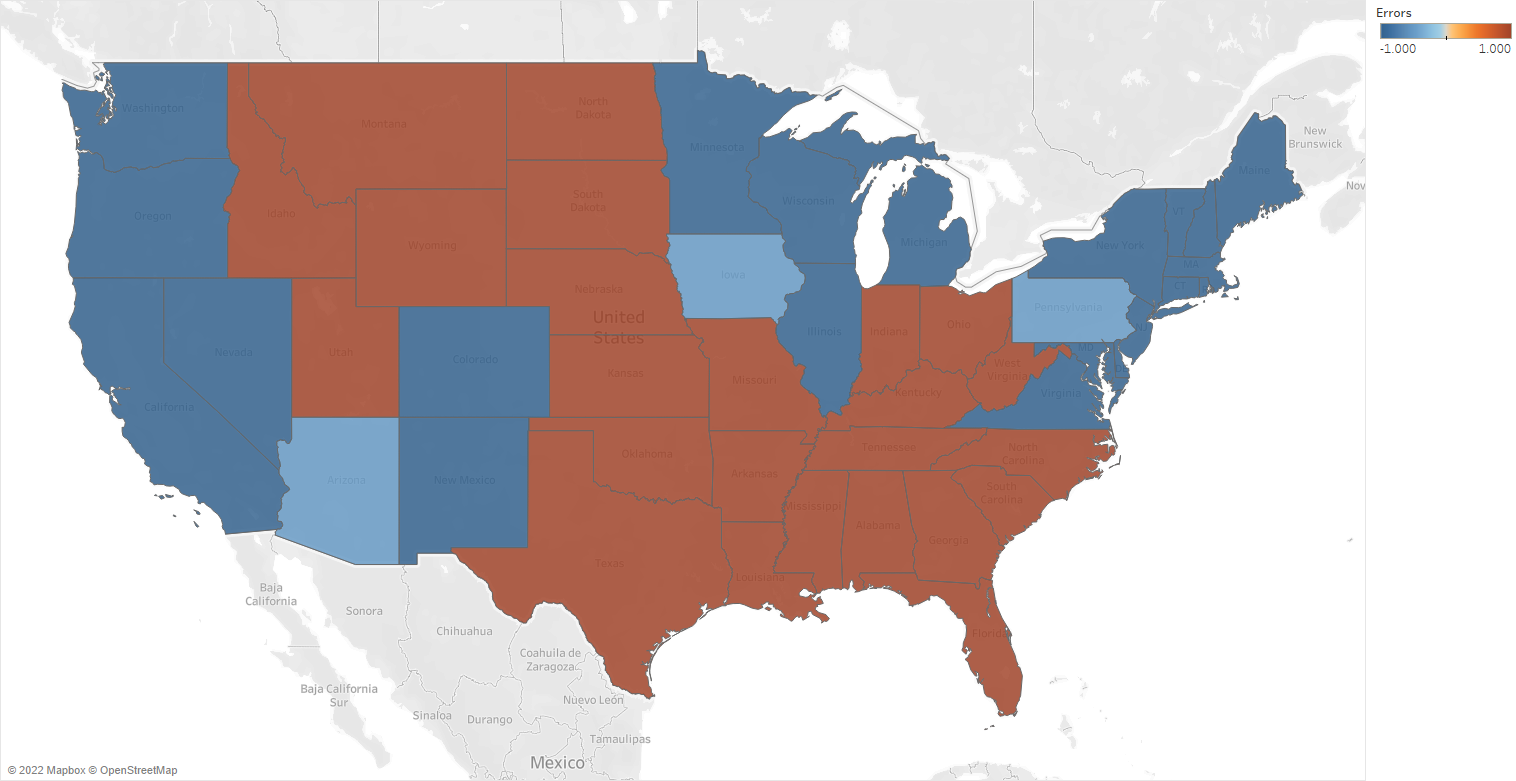 Errors
-1.000 1.000
New
Brunswick
Nov
Washington
Montana
North
Dakota
Minnesota
Maine
Oregon
Idaho
South
Dakota
Wisconsin
Michigan
VT
New York
Wyoming
MA
CT
Iowa
Nebraska
Pennsylvania
United
States
Illinois
Indiana
Ohio
NJ
Nevada
Utah
Colorado
Kansas
Missouri
West
Virginia
MD
DE
California
Kentucky
Virginia
Arizona
New Mexico
Oklahoma
Arkansas
Tennessee
North
Carolina
South
Carolina
Mississippi
Alabama
Georgia
Texas
Louisiana
Florida
Baja
California
Sonora
Chihuahua
Coahuila de
Zaragoza
Baja California
Sur
Sinaloa
Durango
Nuevo León
Tamaulipas
Mexico
© 2022 Mapbox © OpenStreetMap